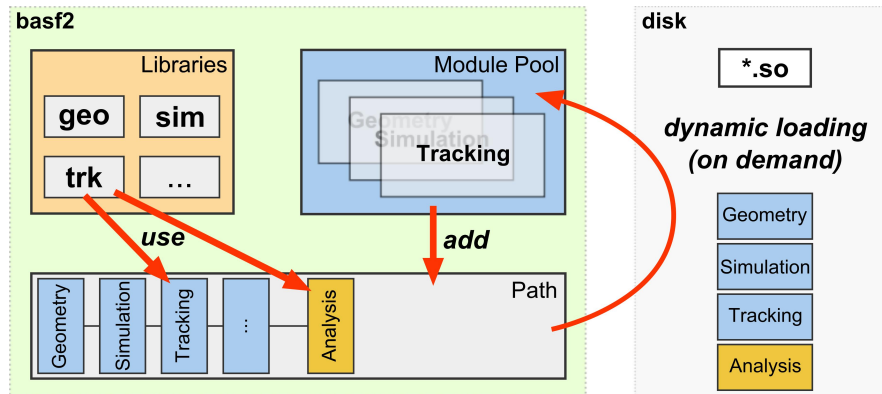 basf2
Libraries
geo
sim
trk
...
use
Module Pool
Geometry
Simulation
Tracking
add
Path
Geometry
Simulation
Tracking
...
Analysis
disk
*.so
dynamic loading
(on demand)
Geometry
Simulation
Tracking
Analysis